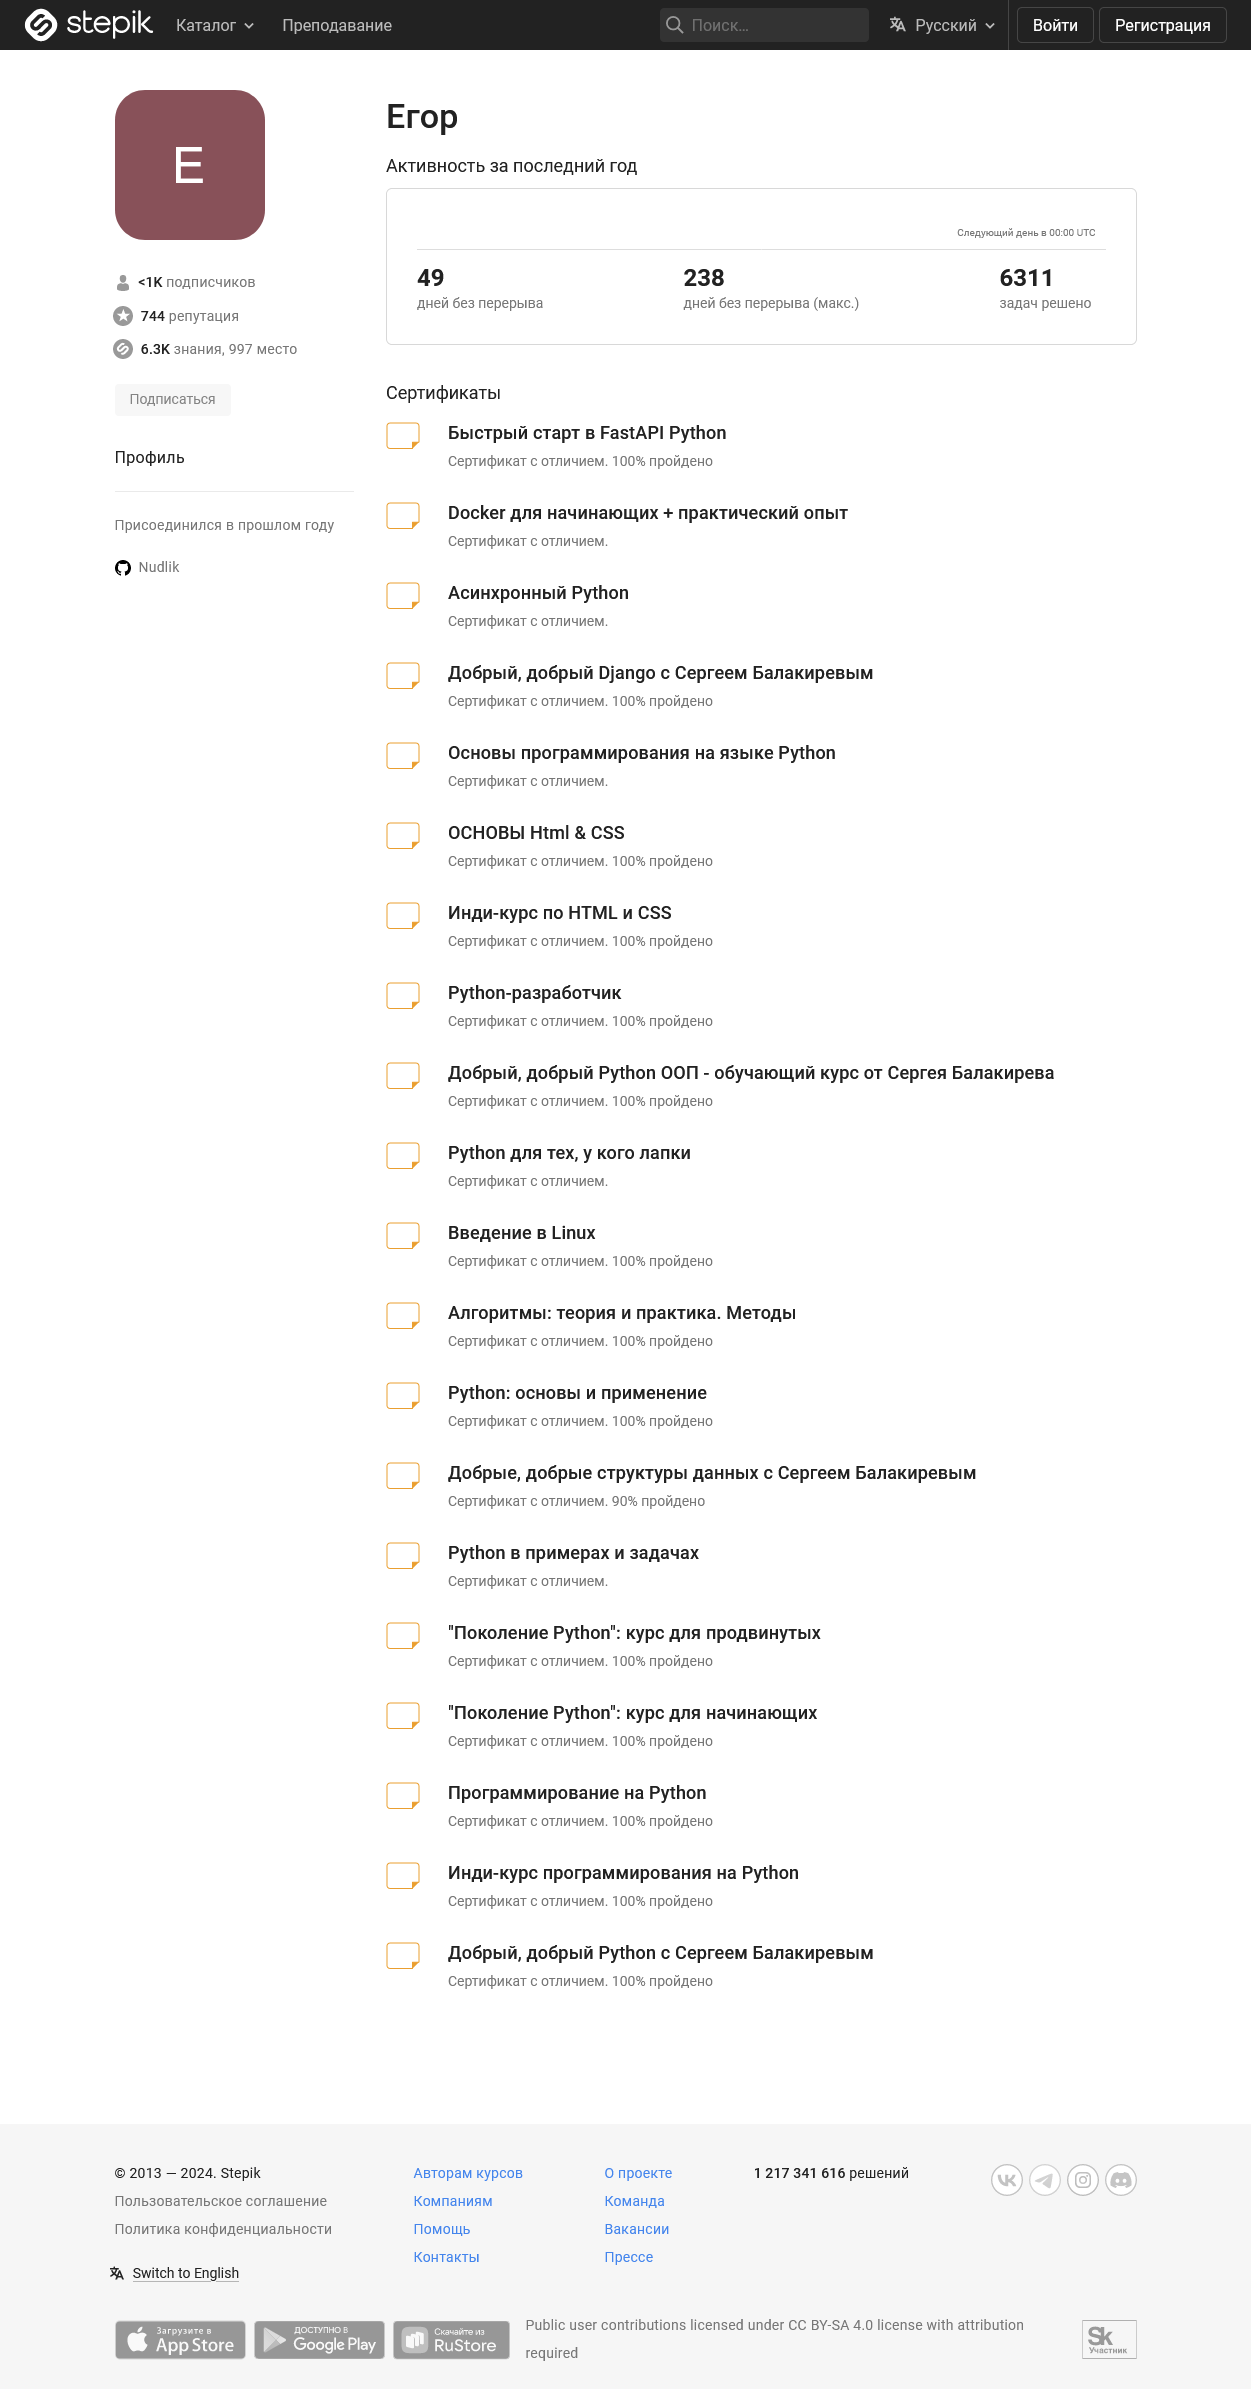 stepik Каталог Преподавание Поиск... Русский Войти Регистрация
E
<1K подписчиков
744 репутация
6.3K знания, 997 место
Подписаться
Профиль
Присоединился в прошлом году
Nudlik
Егор
Активность за последний год
Следующий день в 00:00 UTC
49 238 6311
дней без перерыва дней без перерыва (макс.) задач решено
Сертификаты
Быстрый старт в FastAPI Python
Сертификат с отличием. 100% пройдено
Docker для начинающих + практический опыт
Сертификат с отличием.
Асинхронный Python
Сертификат с отличием.
Добрый, добрый Django с Сергеем Балакиревым
Сертификат с отличием. 100% пройдено
Основы программирования на языке Python
Сертификат с отличием.
ОСНОВЫ Html & CSS
Сертификат с отличием. 100% пройдено
Инди-курс по HTML и CSS
Сертификат с отличием. 100% пройдено
Python-разработчик
Сертификат с отличием. 100% пройдено
Добрый, добрый Python ООП - обучающий курс от Сергея Балакирева
Сертификат с отличием. 100% пройдено
Python для тех, у кого лапки
Сертификат с отличием.
Введение в Linux
Сертификат с отличием. 100% пройдено
Алгоритмы: теория и практика. Методы
Сертификат с отличием. 100% пройдено
Python: основы и применение
Сертификат с отличием. 100% пройдено
Добрые, добрые структуры данных с Сергеем Балакиревым
Сертификат с отличием. 90% пройдено
Python в примерах и задачах
Сертификат с отличием.
"Поколение Python": курс для продвинутых
Сертификат с отличием. 100% пройдено
"Поколение Python": курс для начинающих
Сертификат с отличием. 100% пройдено
Программирование на Python
Сертификат с отличием. 100% пройдено
Инди-курс программирования на Python
Сертификат с отличием. 100% пройдено
Добрый, добрый Python с Сергеем Балакиревым
Сертификат с отличием. 100% пройдено
© 2013 — 2024. Stepik
Пользовательское соглашение
Политика конфиденциальности
Switch to English
Авторам курсов
Компаниям
Помощь
Контакты
О проекте
Команда
Вакансии
Прессе
1 217 341 616 решений
Загрузите в
App Store
ДОСТУПНО В
Google Play
Скачайте из
RuStore
Public user contributions licensed under CC BY-SA 4.0 license with attribution
required
Sk
Участник